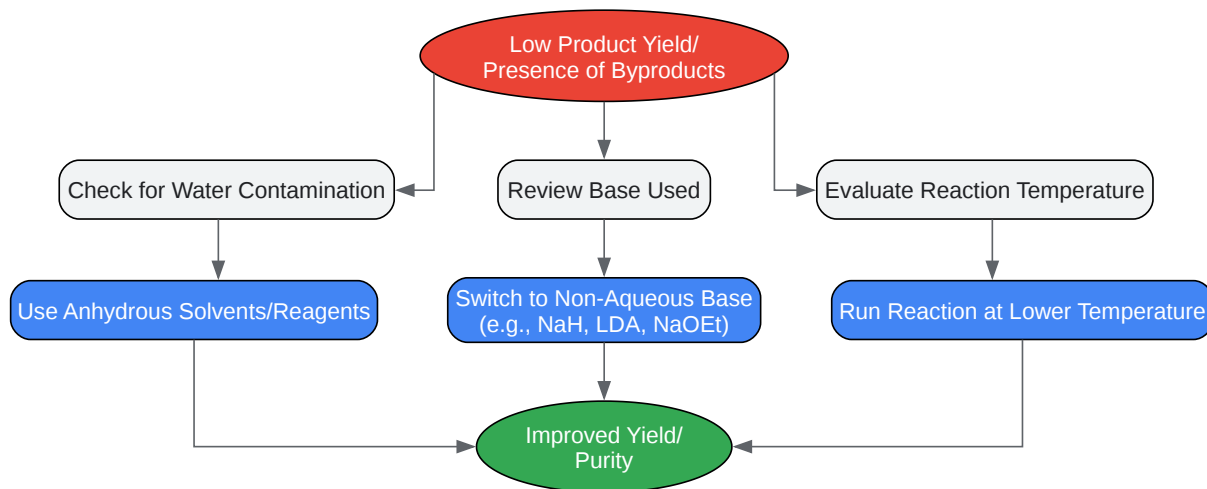 Low Product Yield/
Presence of Byproducts
Check for Water Contamination
Review Base Used
Evaluate Reaction Temperature
Use Anhydrous Solvents/Reagents
Switch to Non-Aqueous Base
(e.g., NaH, LDA, NaOEt)
Run Reaction at Lower Temperature
Improved Yield/
Purity